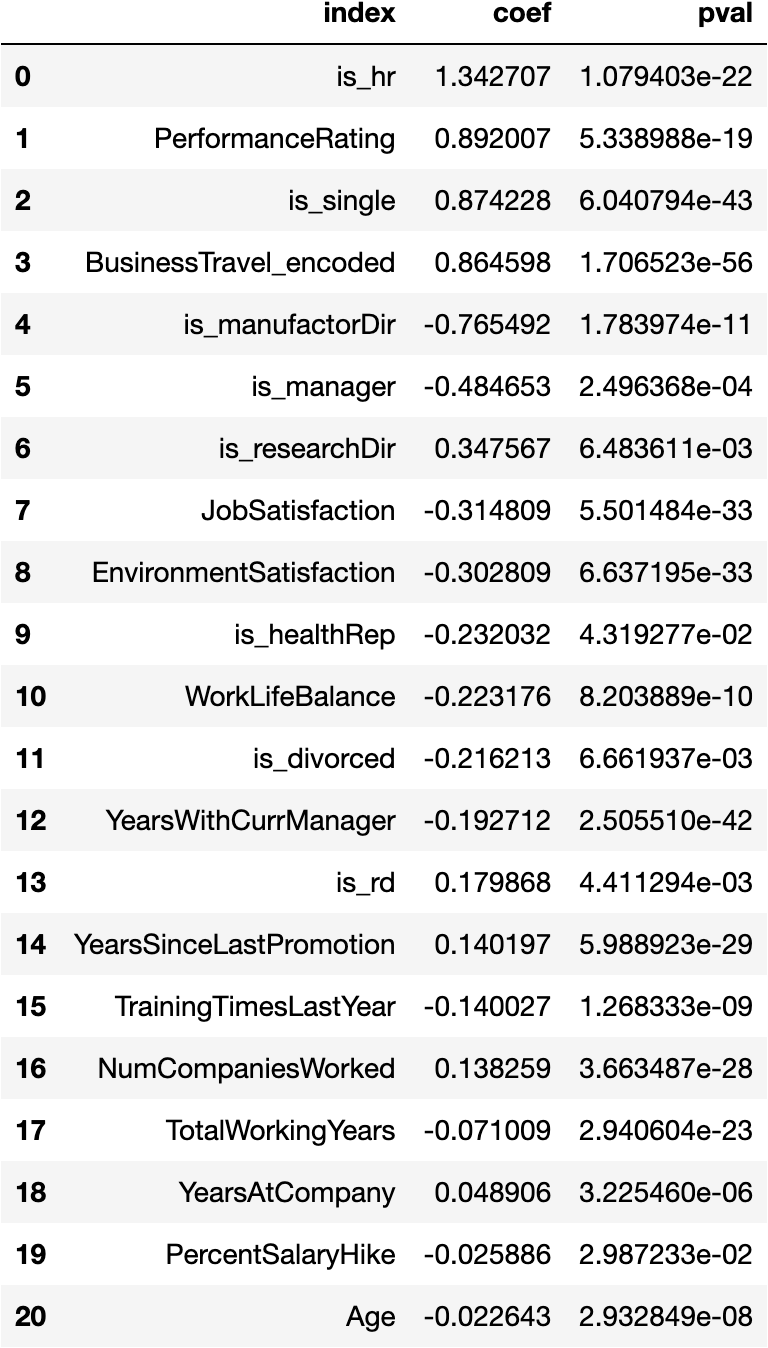 index coef pval
0 is_hr 1.342707 1.079403e-22
1 PerformanceRating 0.892007 5.338988e-19
2 is_single 0.874228 6.040794e-43
3 BusinessTravel_encoded 0.864598 1.706523e-56
4 is_manufactorDir -0.765492 1.783974e-11
5 is_manager -0.484653 2.496368e-04
6 is_researchDir 0.347567 6.483611e-03
7 JobSatisfaction -0.314809 5.501484e-33
8 EnvironmentSatisfaction -0.302809 6.637195e-33
9 is_healthRep -0.232032 4.319277e-02
10 WorkLifeBalance -0.223176 8.203889e-10
11 is_divorced -0.216213 6.661937e-03
12 YearsWithCurrManager -0.192712 2.505510e-42
13 is_rd 0.179868 4.411294e-03
14 YearsSinceLastPromotion 0.140197 5.988923e-29
15 TrainingTimesLastYear -0.140027 1.268333e-09
16 NumCompaniesWorked 0.138259 3.663487e-28
17 TotalWorkingYears -0.071009 2.940604e-23
18 YearsAtCompany 0.048906 3.225460e-06
19 PercentSalaryHike -0.025886 2.987233e-02
20 Age -0.022643 2.932849e-08